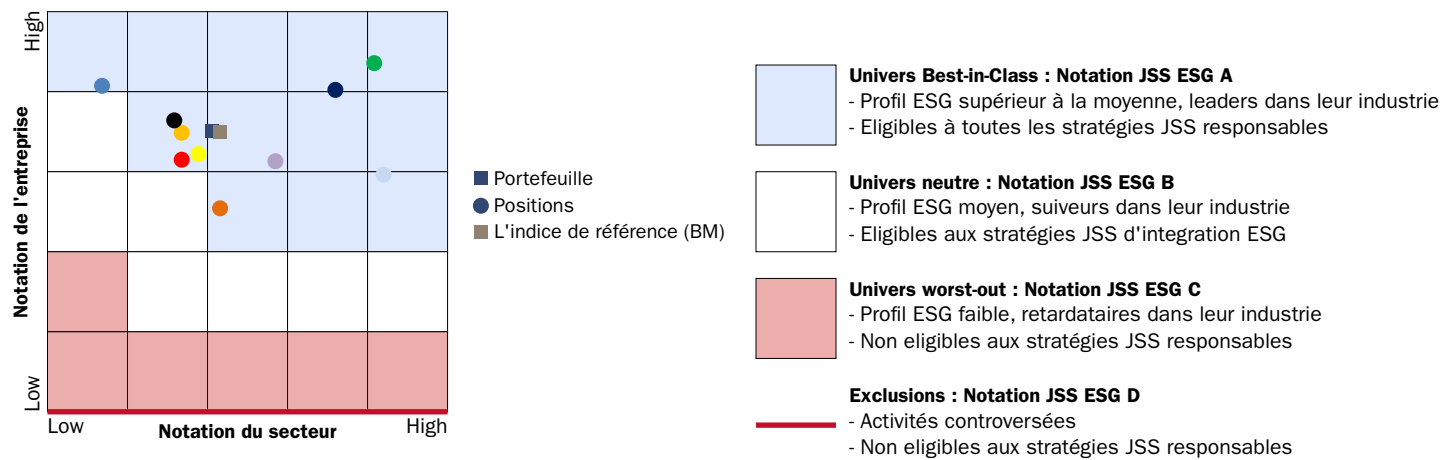 High
Notation de l'entreprise
Low
Low
Notation du secteur
High
Portefeuille
Positions
L'indice de référence (BM)
Univers Best-in-Class : Notation JSS ESG A
- Profil ESG supérieur à la moyenne, leaders dans leur industrie
- Eligibles à toutes les stratégies JSS responsables
Univers neutre : Notation JSS ESG B
- Profil ESG moyen, suiveurs dans leur industrie
- Eligibles aux stratégies JSS d'integration ESG
Univers worst-out : Notation JSS ESG C
- Profil ESG faible, retardataires dans leur industrie
- Non eligibles aux stratégies JSS responsables
Exclusions : Notation JSS ESG D
- Activités controversées
- Non eligibles aux stratégies JSS responsables